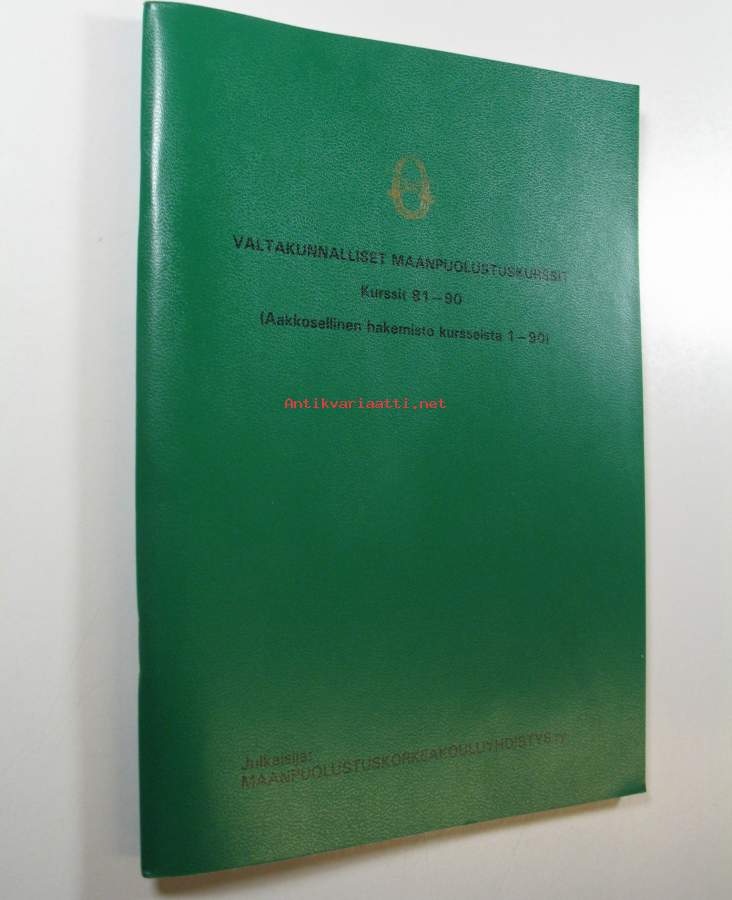 VALTAKUNNALLISET MAANPUOLUSTUSKURSSIT
Kurssit 81–90
(Aakkosellinen hakemisto kursseista 1–90)
Antikvariaatti.net
Julkaisija:
MAANPUOLUSTUSKORKEAKOULUYHDISTYS ry